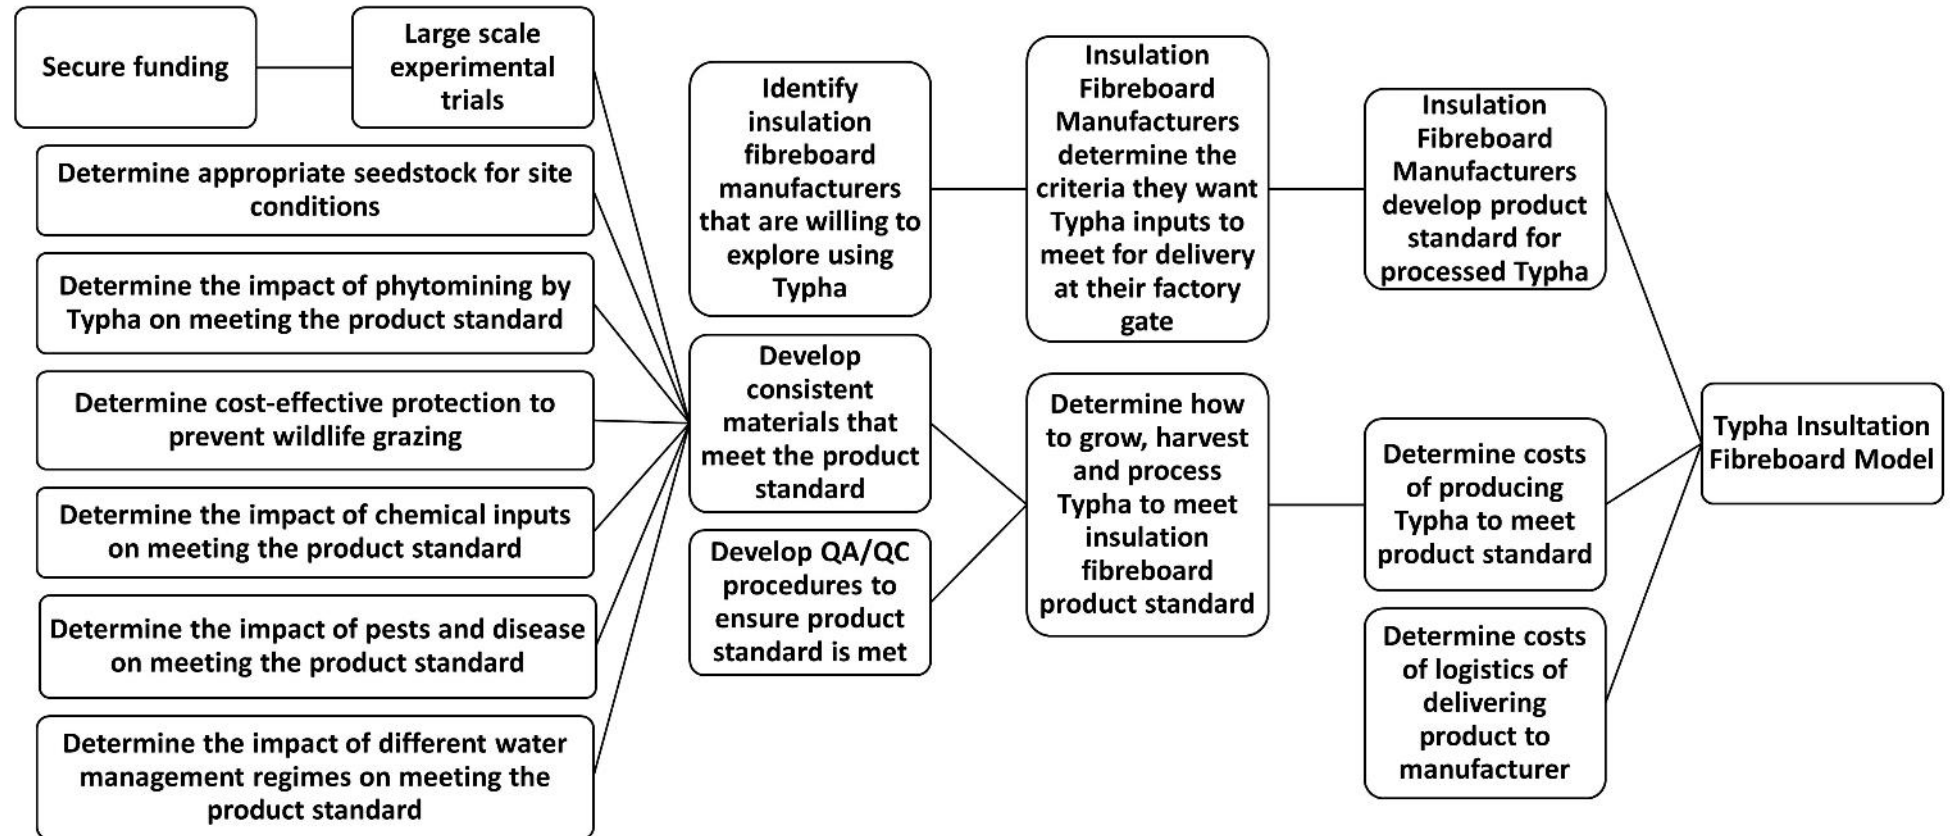 Secure funding
Large scale
experimental
trials
Determine appropriate seedstock for site
conditions
Determine the impact of phytomining by
Typha on meeting the product standard
Determine cost-effective protection to
prevent wildlife grazing
Determine the impact of chemical inputs
on meeting the product standard
Determine the impact of pests and disease
on meeting the product standard
Determine the impact of different water
management regimes on meeting the
product standard
Identify
insulation
fibreboard
manufacturers
that are willing to
explore using
Typha
Develop
consistent
materials that
meet the product
standard
Develop QA/QC
procedures to
ensure product
standard is met
Insulation
Fibreboard
Manufacturers
determine the
criteria they want
Typha inputs to
meet for delivery
at their factory
gate
Determine how
to grow, harvest
and process
Typha to meet
insulation
fibreboard
product standard
Insulation
Fibreboard
Manufacturers
develop product
standard for
processed Typha
Determine costs
of producing
Typha to meet
product standard
Determine costs
of logistics of
delivering
product to
manufacturer
Typha Insultation
Fibreboard Model